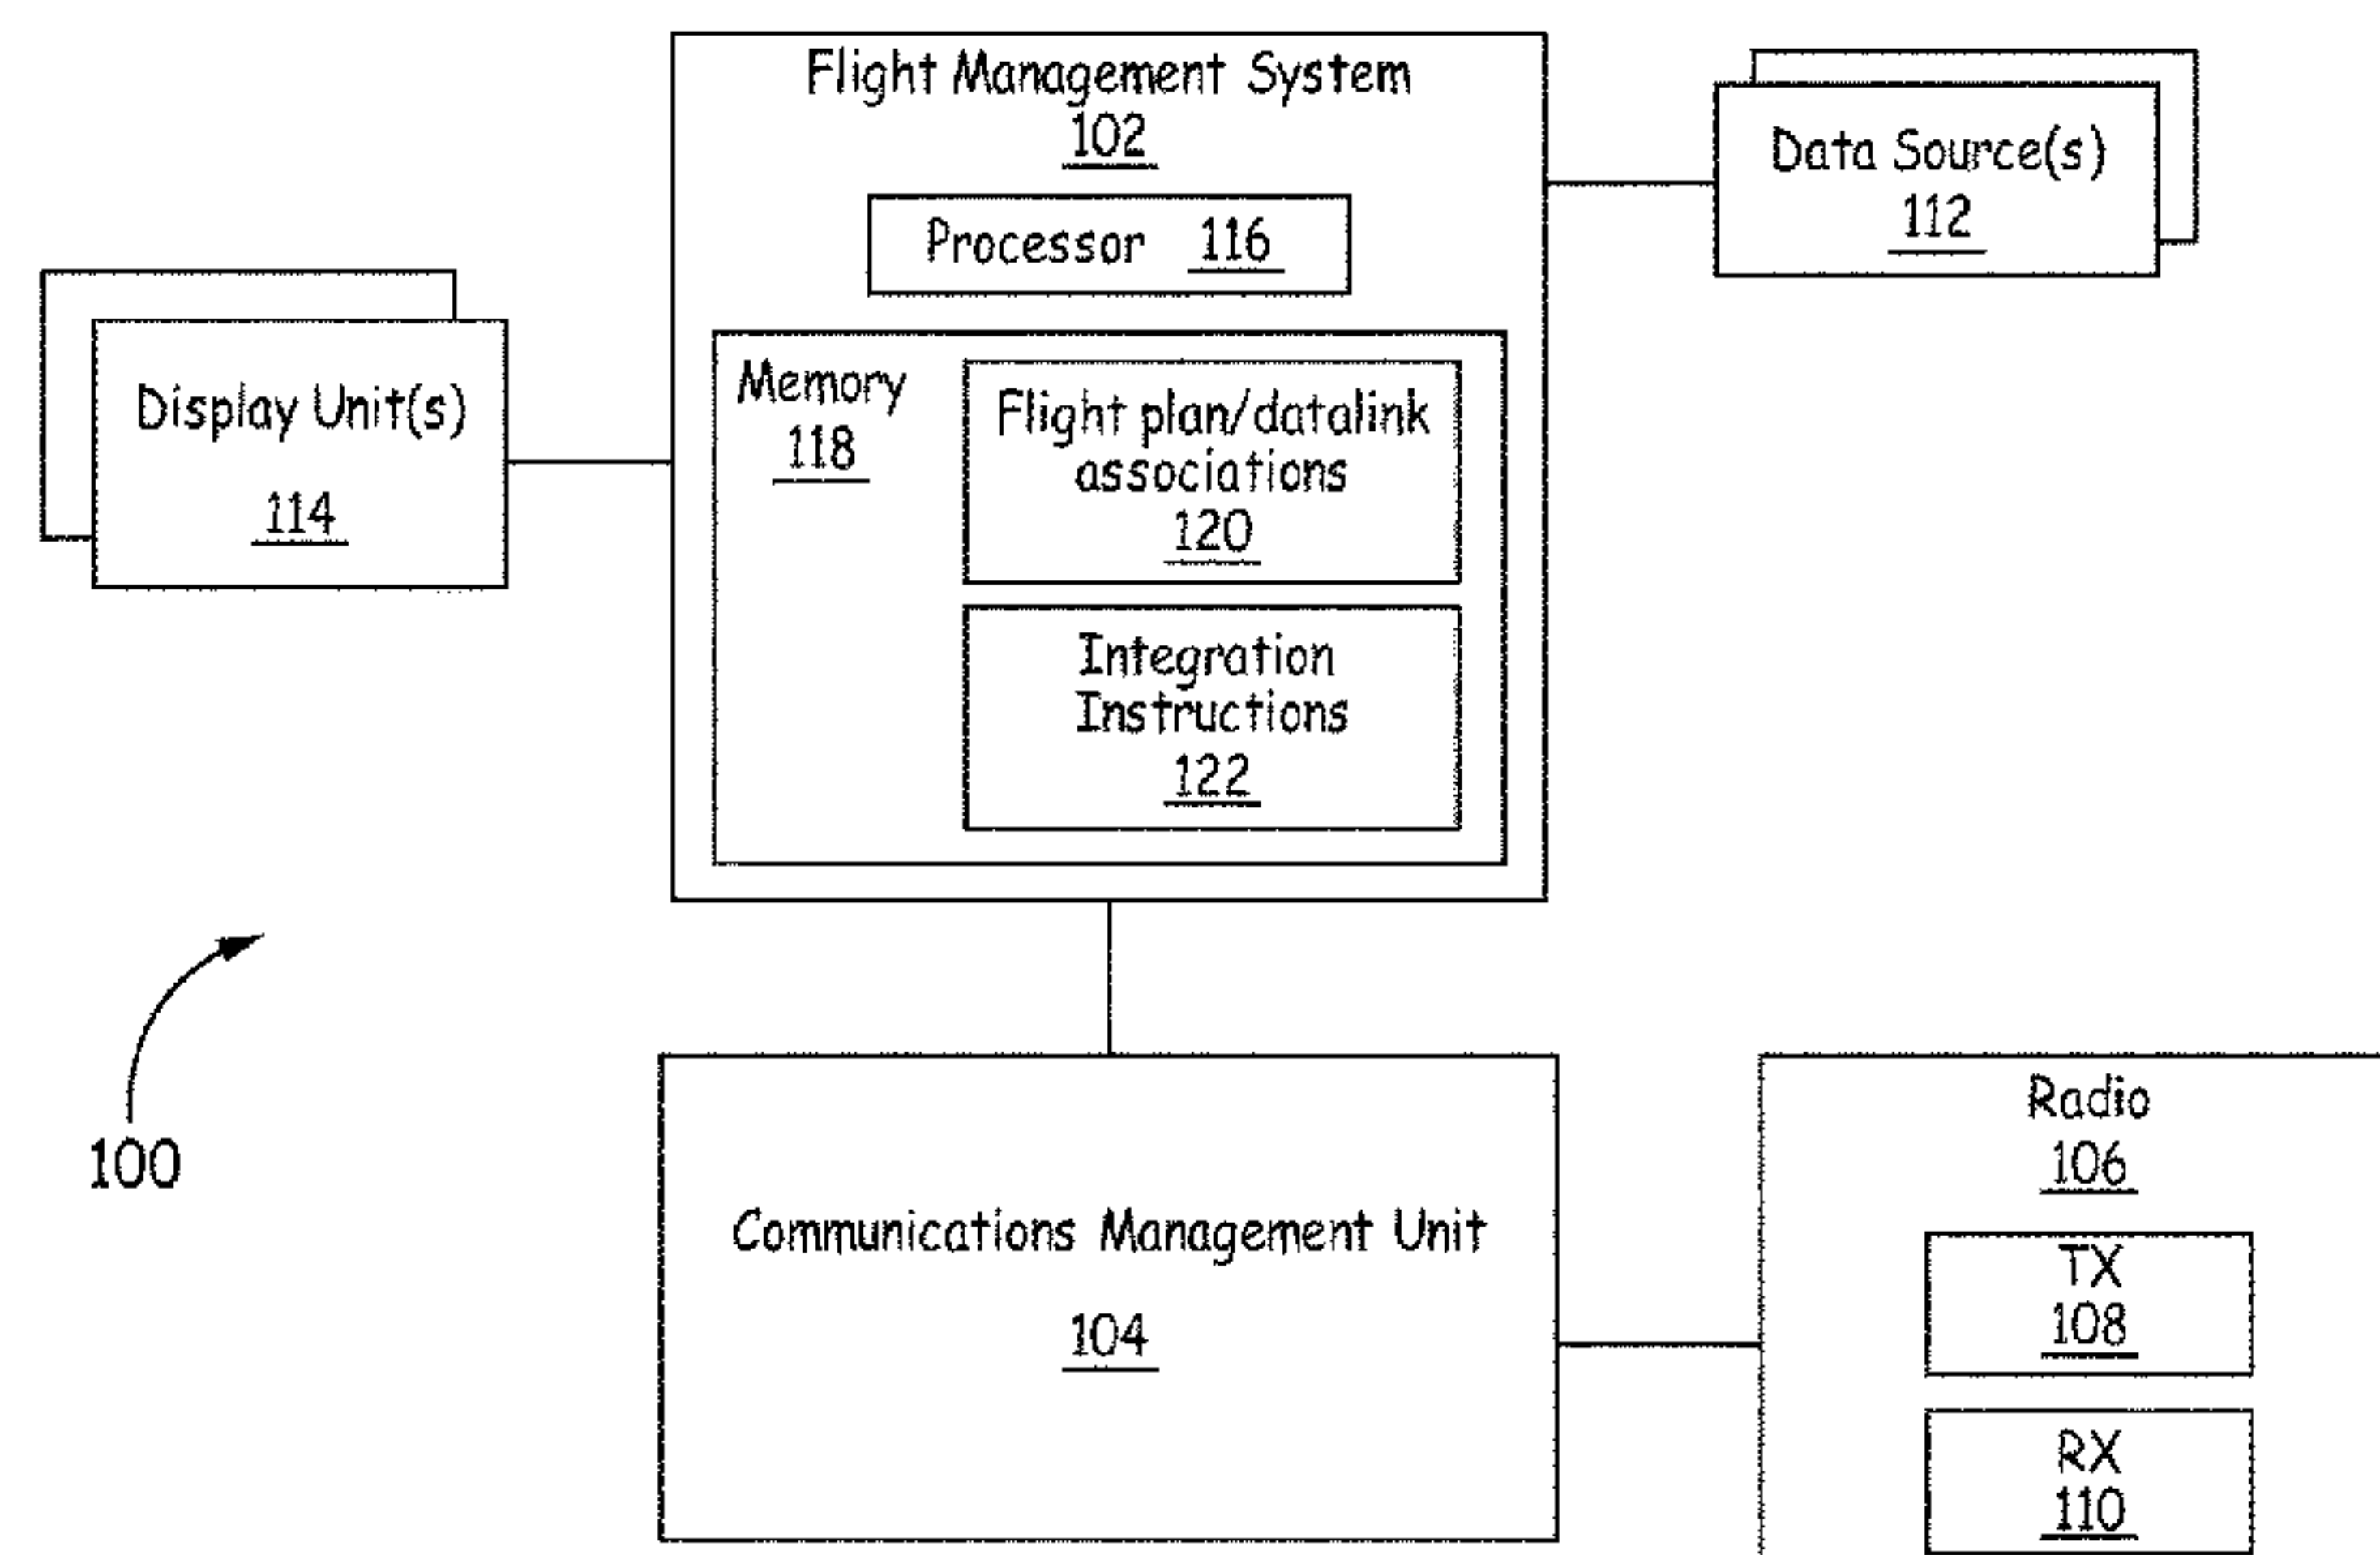 Flight Management System
102
Processor 116
Memory
118
Flight plan/datalink
associations
120
Integration
Instructions
122
Data Source(s)
112
Display Unit(s)
114
100
Communications Management Unit
104
Radio
106
TX
108
RX
110